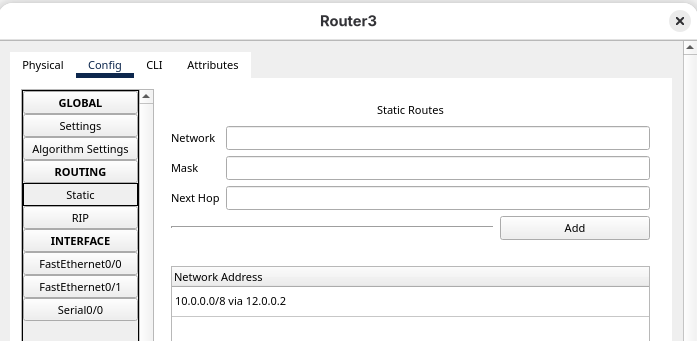 Router3
Physical
Config
CLI
Attributes
GLOBAL
Settings
Algorithm Settings
ROUTING
Static
RIP
INTERFACE
FastEthernet0/0
FastEthernet0/1
Serial0/0
Static Routes
Network
Mask
Next Hop
Add
Network Address
10.0.0.0/8 via 12.0.0.2